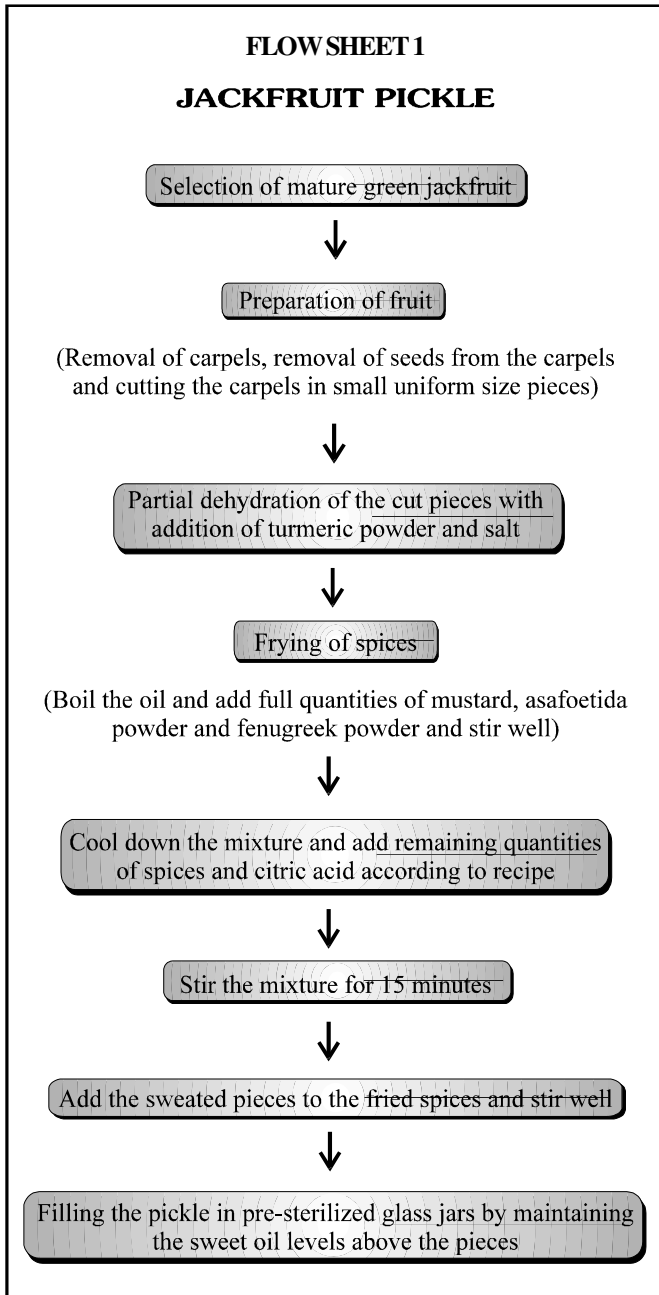 FLOW SHEET 1
JACKFRUIT PICKLE
Selection of mature green jackfruit
Preparation of fruit
(Removal of carpels, removal of seeds from the carpels
and cutting the carpels in small uniform size pieces)
Partial dehydration of the cut pieces with
addition of turmeric powder and salt
Frying of spices
(Boil the oil and add full quantities of mustard, asafoetida
powder and fenugreek powder and stir well)
Cool down the mixture and add remaining quantities
of spices and citric acid according to recipe
Stir the mixture for 15 minutes
Add the sweated pieces to the fried spices and stir well
Filling the pickle in pre-sterilized glass jars by maintaining
the sweet oil levels above the pieces